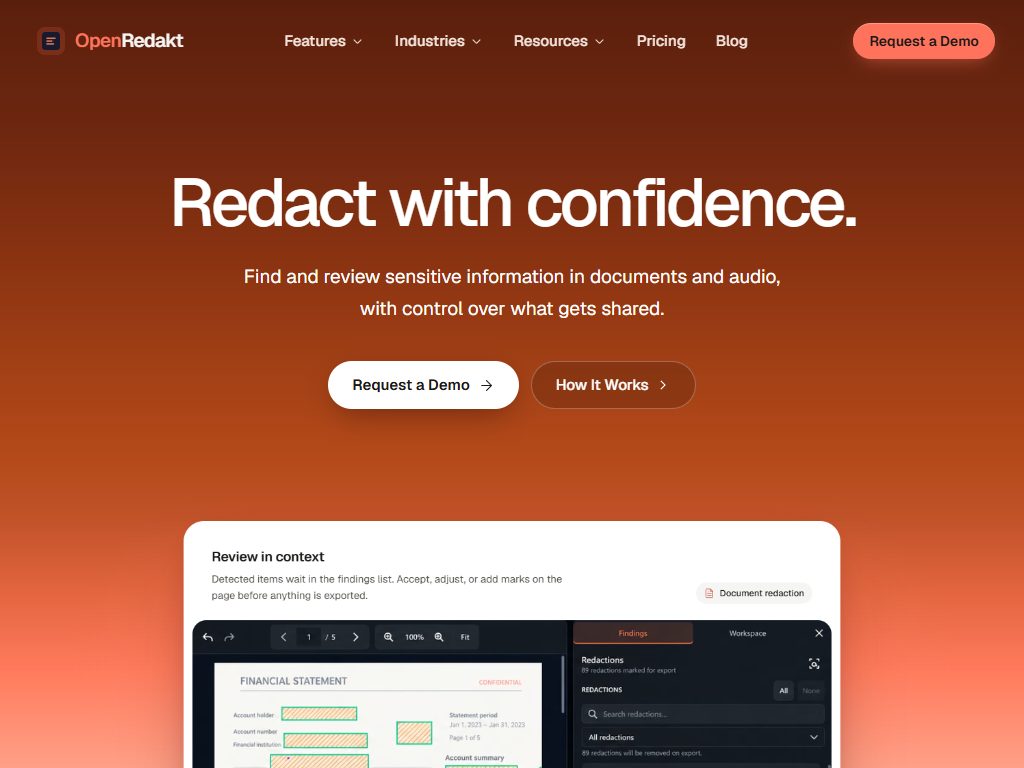 OpenRedakt
Features
Industries
Resources
Pricing
Blog
Request a Demo
Redact with confidence.
Find and review sensitive information in documents and audio,
with control over what gets shared.
Request a Demo
How It Works
Review in context
Detected items wait in the findings list. Accept, adjust, or add marks on the
page before anything is exported.
Document redaction
1 / 5
100%
Fit
Findings
Workspace
FINANCIAL STATEMENT
CONFIDENTIAL
Account holder
Account number
Financial institution
Statement period
Jan 1, 2023 – Jan 31, 2023
Page 1 of 5
Account summary
Redactions
89 redactions marked for export
REDACTIONS
All
None
Search redactions...
All redactions
89 redactions will be removed on export.